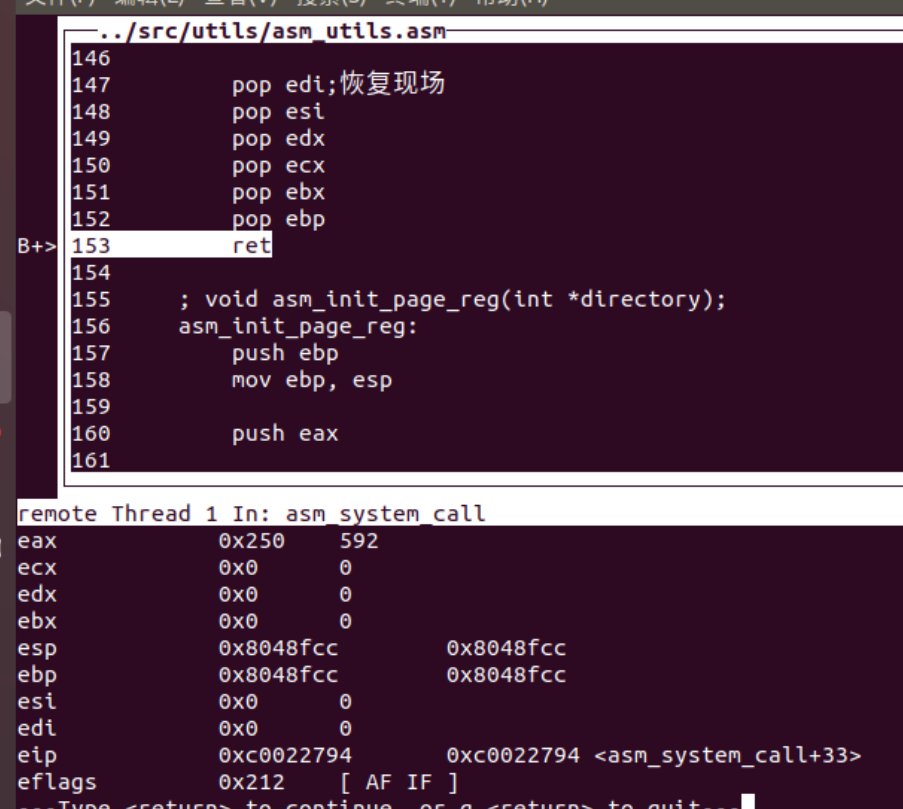 ../src/utils/asm_utils.asm
146
147 pop edi;恢复现场
148 pop esi
149 pop edx
150 pop ecx
151 pop ebx
152 pop ebp
B+> 153 ret
154
155 ; void asm_init_page_reg(int *directory);
156 asm_init_page_reg:
157 push ebp
158 mov ebp, esp
159
160 push eax
161
remote Thread 1 In: asm_system_call
eax 0x250 592
ecx 0x0 0
edx 0x0 0
ebx 0x0 0
esp 0x8048fcc 0x8048fcc
ebp 0x8048fcc 0x8048fcc
esi 0x0 0
edi 0x0 0
eip 0xc0022794 0xc0022794 <asm_system_call+33>
eflags 0x212 [ AF IF ]
---Type <return> to continue, or q <return> to quit---